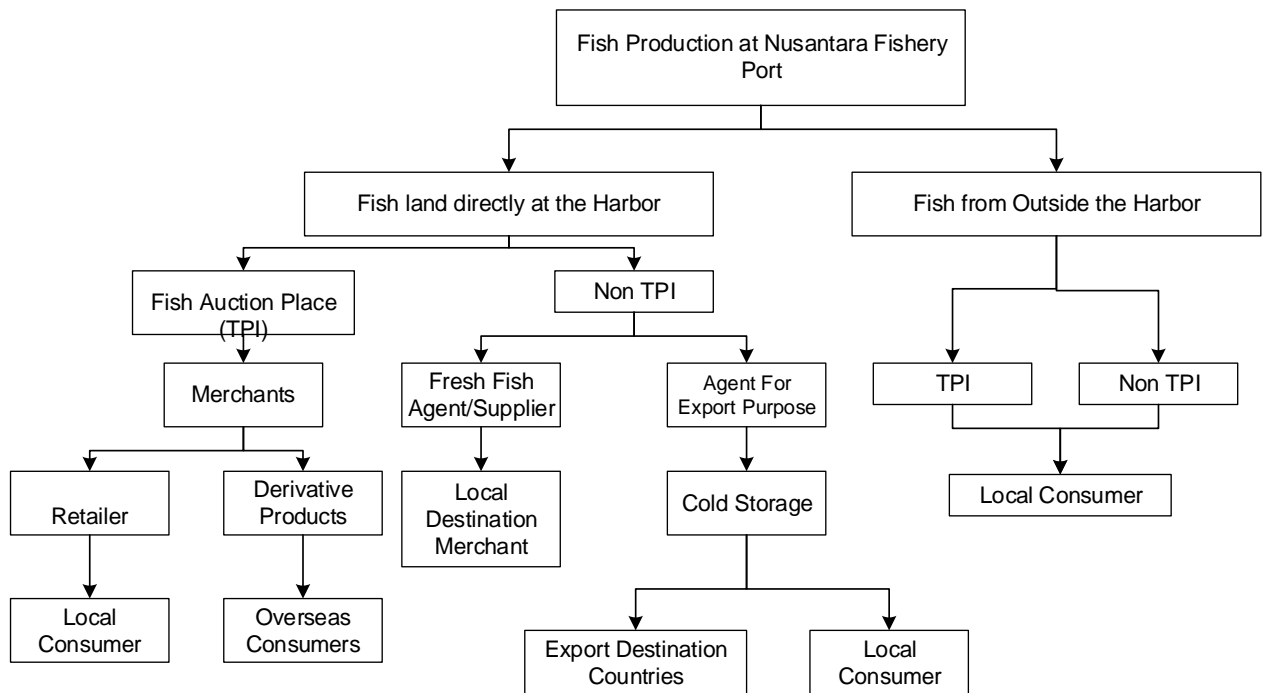 Fish Production at Nusantara Fishery
Port
Fish land directly at the Harbor
Fish from Outside the Harbor
Fish Auction Place
(TPI)
Non TPI
Merchants
Fresh Fish
Agent/Supplier
Agent For
Export Purpose
TPI
Non TPI
Retailer
Derivative
Products
Local
Destination
Merchant
Cold Storage
Local Consumer
Local
Consumer
Overseas
Consumers
Export Destination
Countries
Local
Consumer